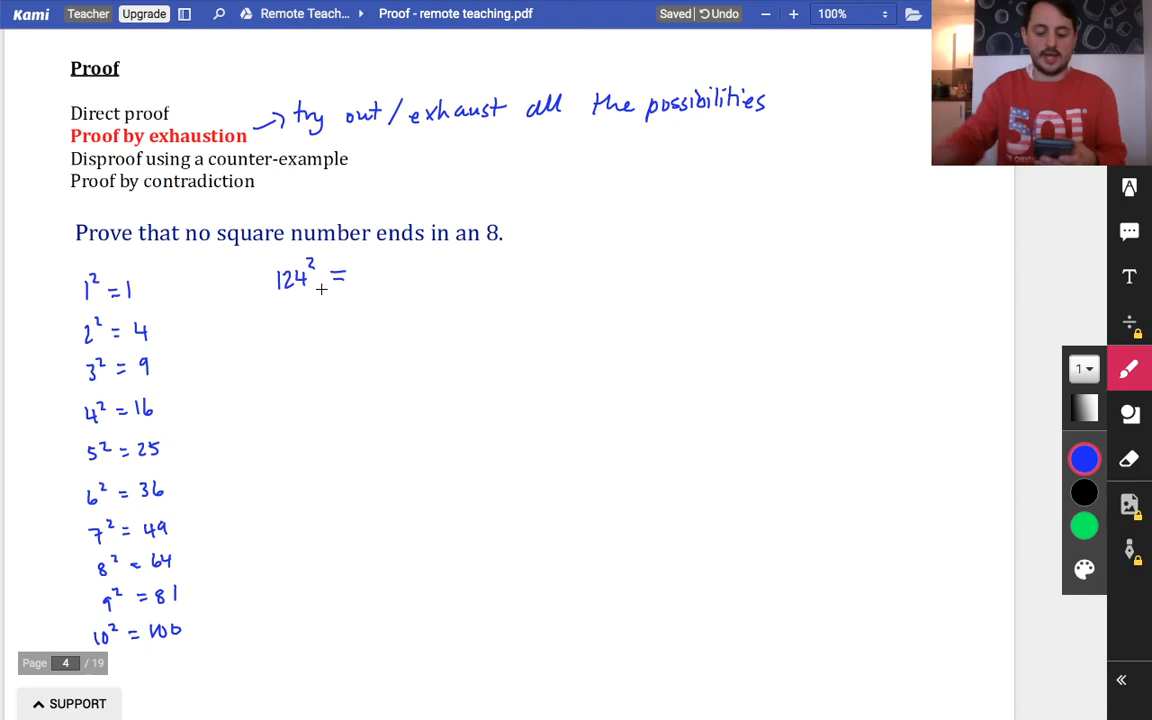 Kami Teacher Upgrade Remote Teach... Proof - remote teaching.pdf Saved Undo 100%
Proof
Direct proof
Proof by exhaustion → try out / exhaust all the possibilities
Disproof using a counter-example
Proof by contradiction
Prove that no square number ends in an 8.
1² = 1
124² =
2² = 4
3² = 9
4² = 16
5² = 25
6² = 36
7² = 49
8² = 64
9² = 81
10² = 100
Page 4 / 19
SUPPORT
1
T
A
501